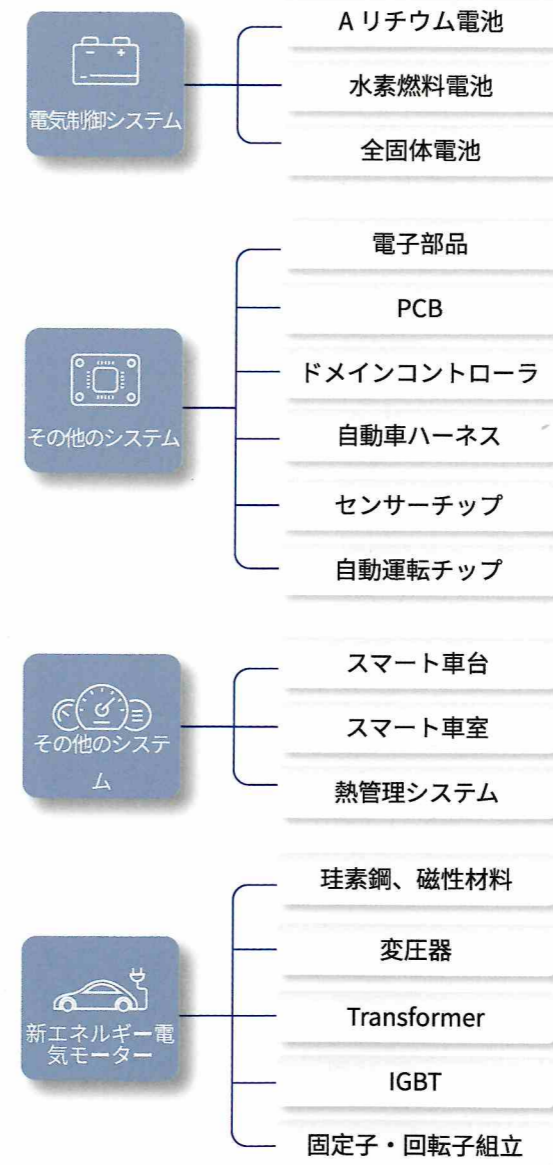 電気制御システム
A リチウム電池
水素燃料電池
全固体電池
その他のシステム
電子部品
PCB
ドメインコントローラ
自動車ハーネス
センサーチップ
自動運転チップ
その他のシステ
ム
スマート車台
スマート車室
熱管理システム
新エネルギー電
気モーター
珪素鋼、磁性材料
変圧器
Transformer
IGBT
固定子・回転子組立